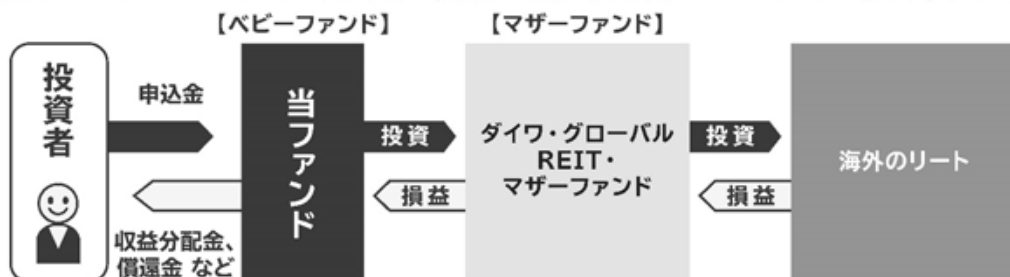 【ベビーファンド】
【マザーファンド】
投資者
申込金
収益分配金、
償還金 など
当ファンド
投資
損益
ダイワ・グローバル
REIT・
マザーファンド
投資
損益
海外のリート